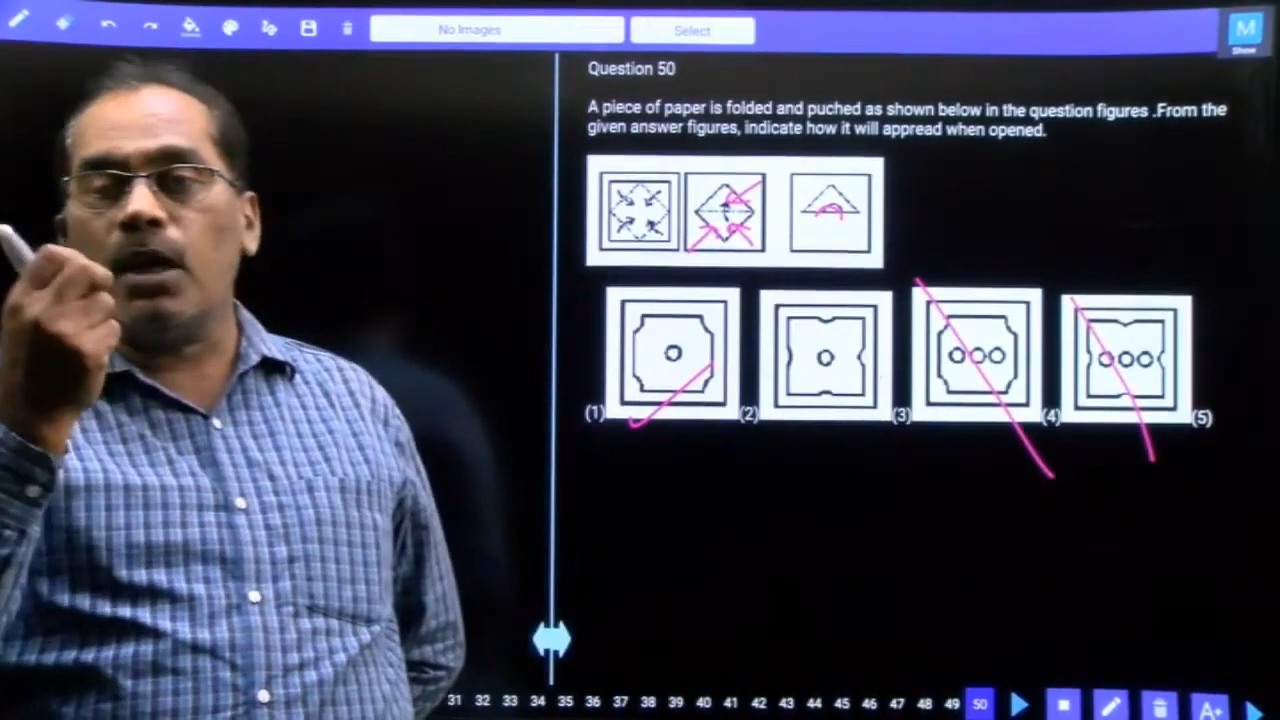 No Images
Select
M
Show
Question 50
A piece of paper is folded and puched as shown below in the question figures .From the
given answer figures, indicate how it will appread when opened.
(1)
(2)
(3)
(4)
(5)
31 32 33 34 35 36 37 38 39 40 41 42 43 44 45 46 47 48 49 50
A+